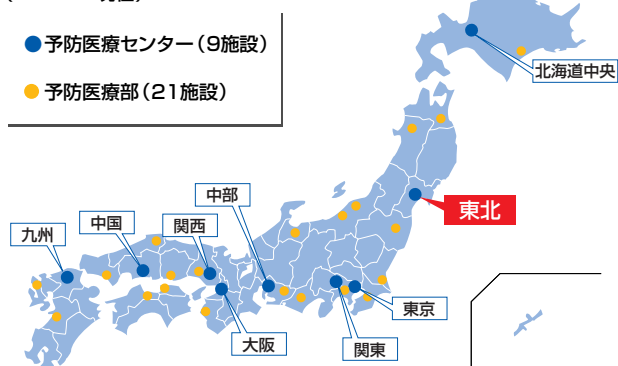 予防医療センター(9施設)
予防医療部(21施設)
北海道中央
東北
中部
関西
中国
九州
東京
大阪
関東